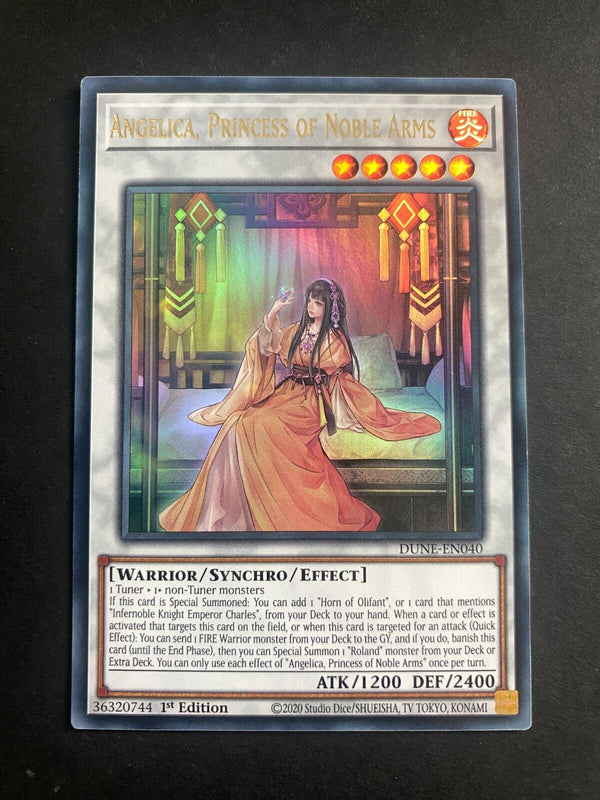 Angelica, Princess of Noble Arms
FIRE
炎
DUNE-EN040
[Warrior/Synchro/Effect]
1 Tuner + 1+ non-Tuner monsters
If this card is Special Summoned: You can add 1 "Horn of Olifant", or 1 card that mentions
"Infernoble Knight Emperor Charles", from your Deck to your hand. When a card or effect is
activated that targets this card on the field, or when this card is targeted for an attack (Quick
Effect): You can send 1 FIRE Warrior monster from your Deck to the GY, and if you do, banish this
card (until the End Phase), then you can Special Summon 1 "Roland" monster from your Deck or
Extra Deck. You can only use each effect of "Angelica, Princess of Noble Arms" once per turn.
ATK/1200 DEF/2400
36320744 1st Edition ©2020 Studio Dice/SHUEISHA, TV TOKYO, KONAMI